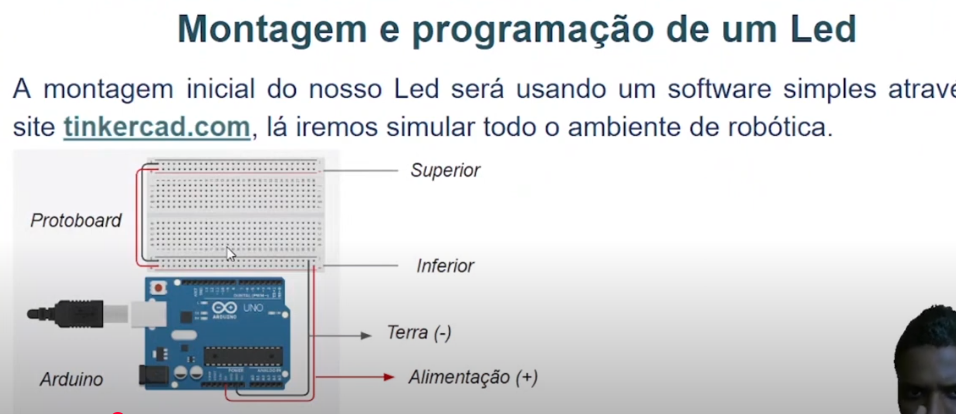 Montagem e programação de um Led
A montagem inicial do nosso Led será usando um software simples atravé
site tinkercad.com, lá iremos simular todo o ambiente de robótica.
Superior
Protoboard
Inferior
UNO
ARDUINO
Terra (-)
Arduino
Alimentação (+)